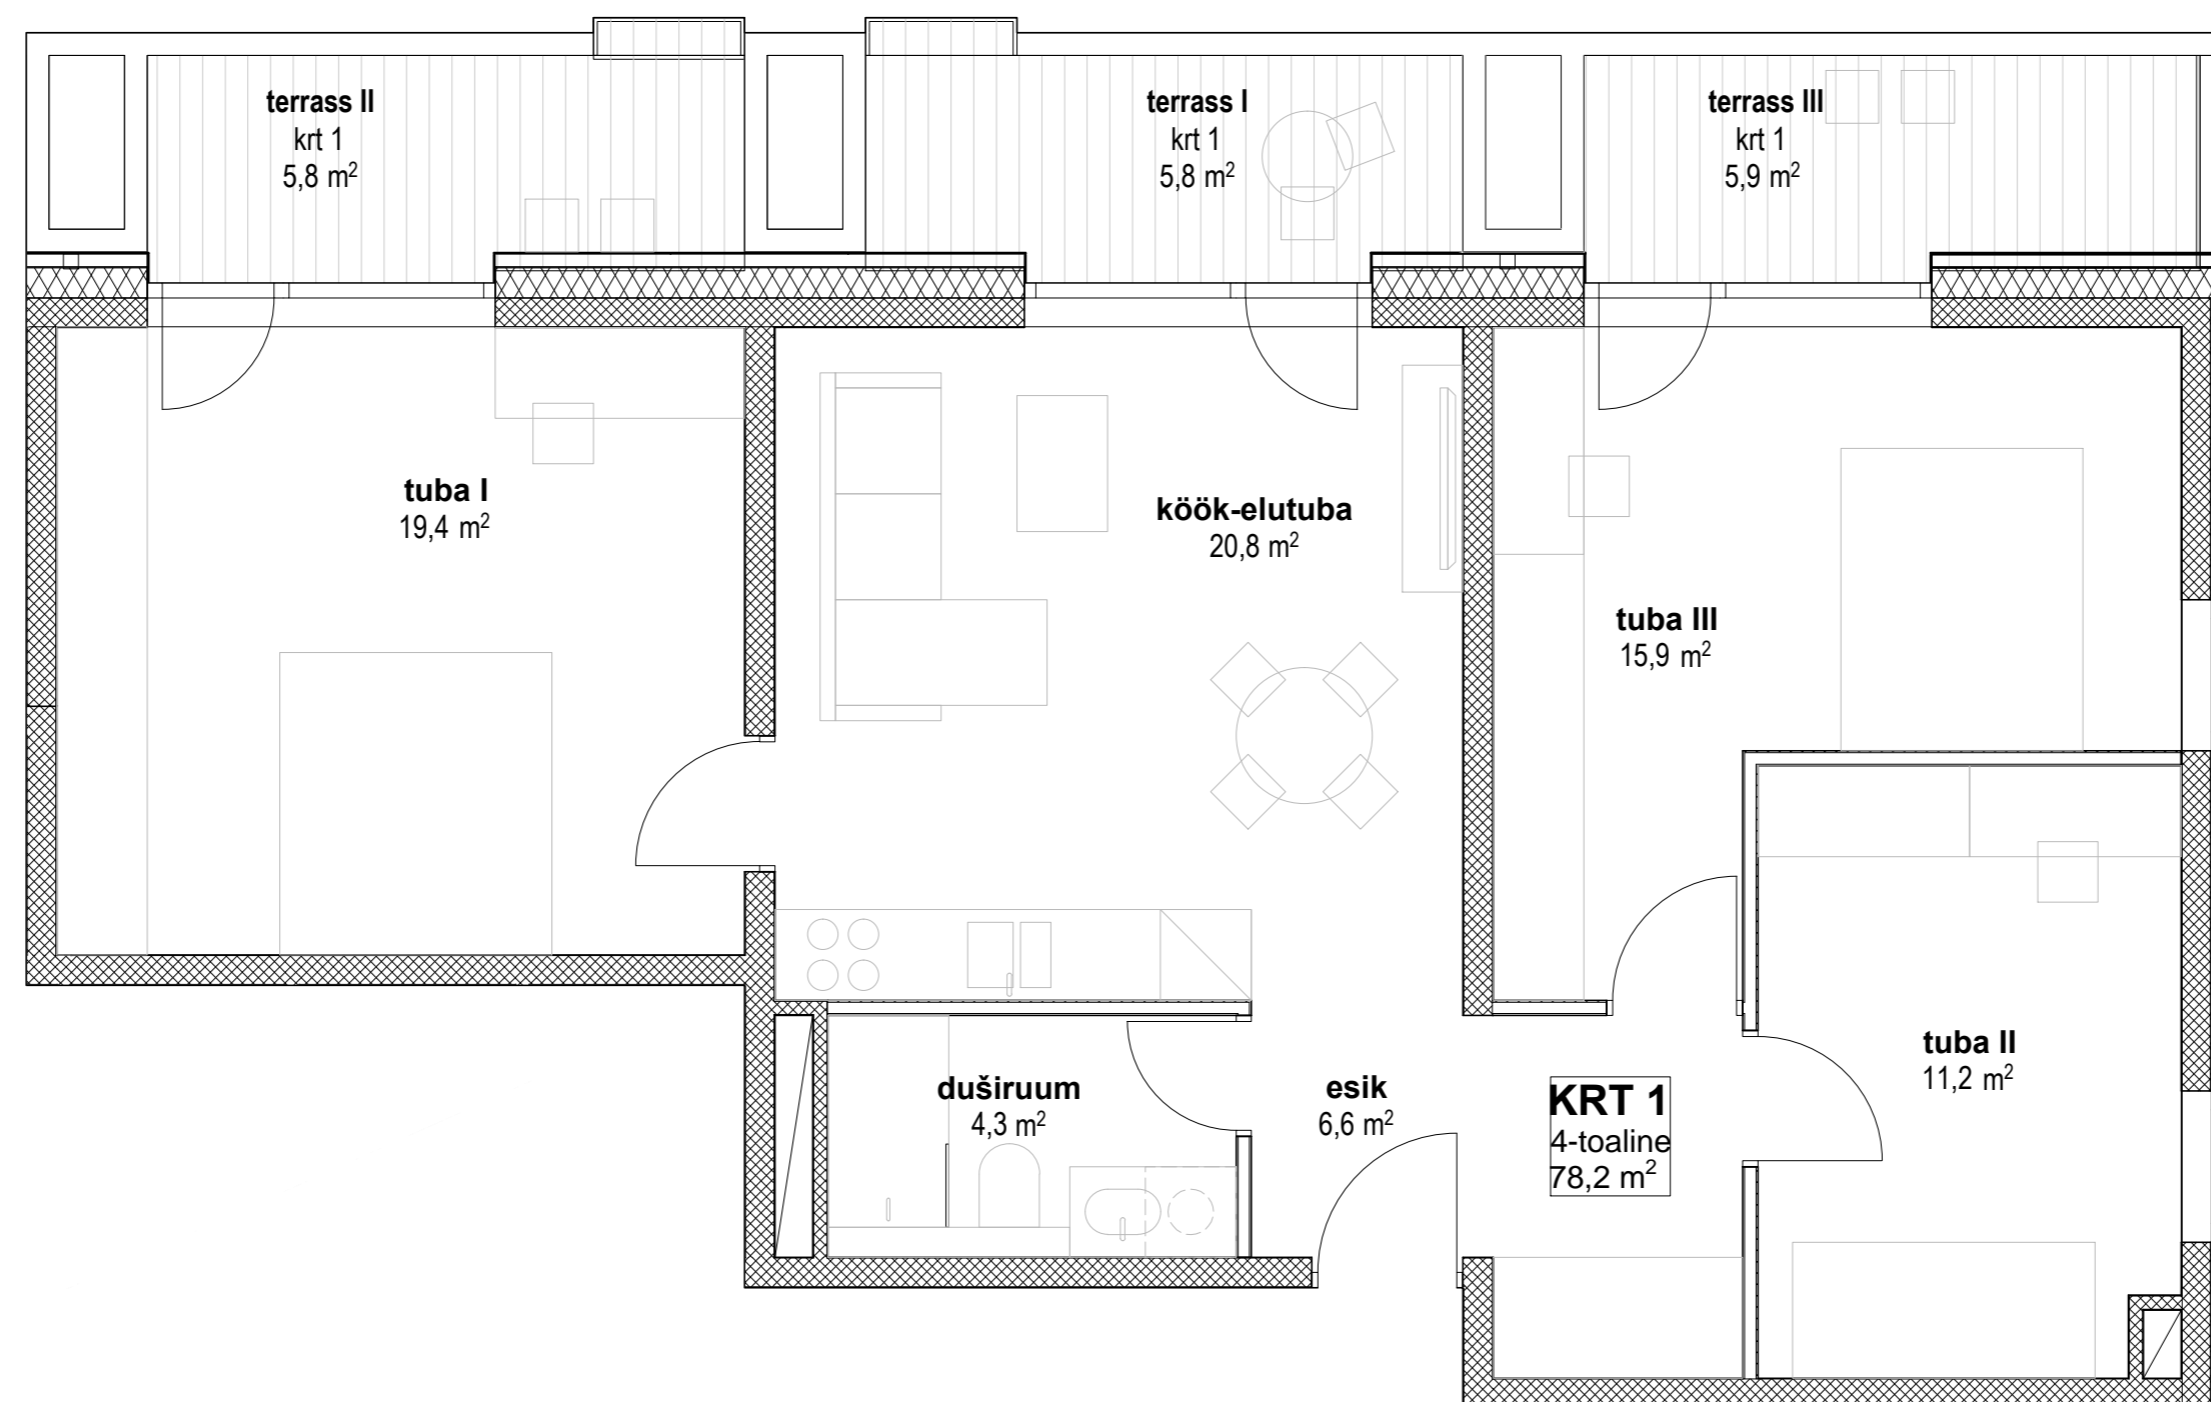 terrass II
krt 1
5,8 m²
terrass I
krt 1
5,8 m²
terrass III
krt 1
5,9 m²
tuba I
19,4 m²
köök-elutuba
20,8 m²
tuba III
15,9 m²
duširuum
4,3 m²
esik
6,6 m²
KRT 1
4-toaline
78,2 m²
tuba II
11,2 m²